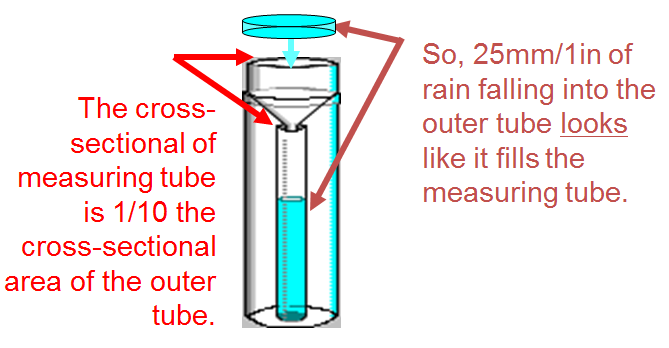 The cross-
sectional of
measuring tube
is 1/10 the
cross-sectional
area of the outer
tube.
So, 25mm/1in of
rain falling into the
outer tube looks
like it fills the
measuring tube.